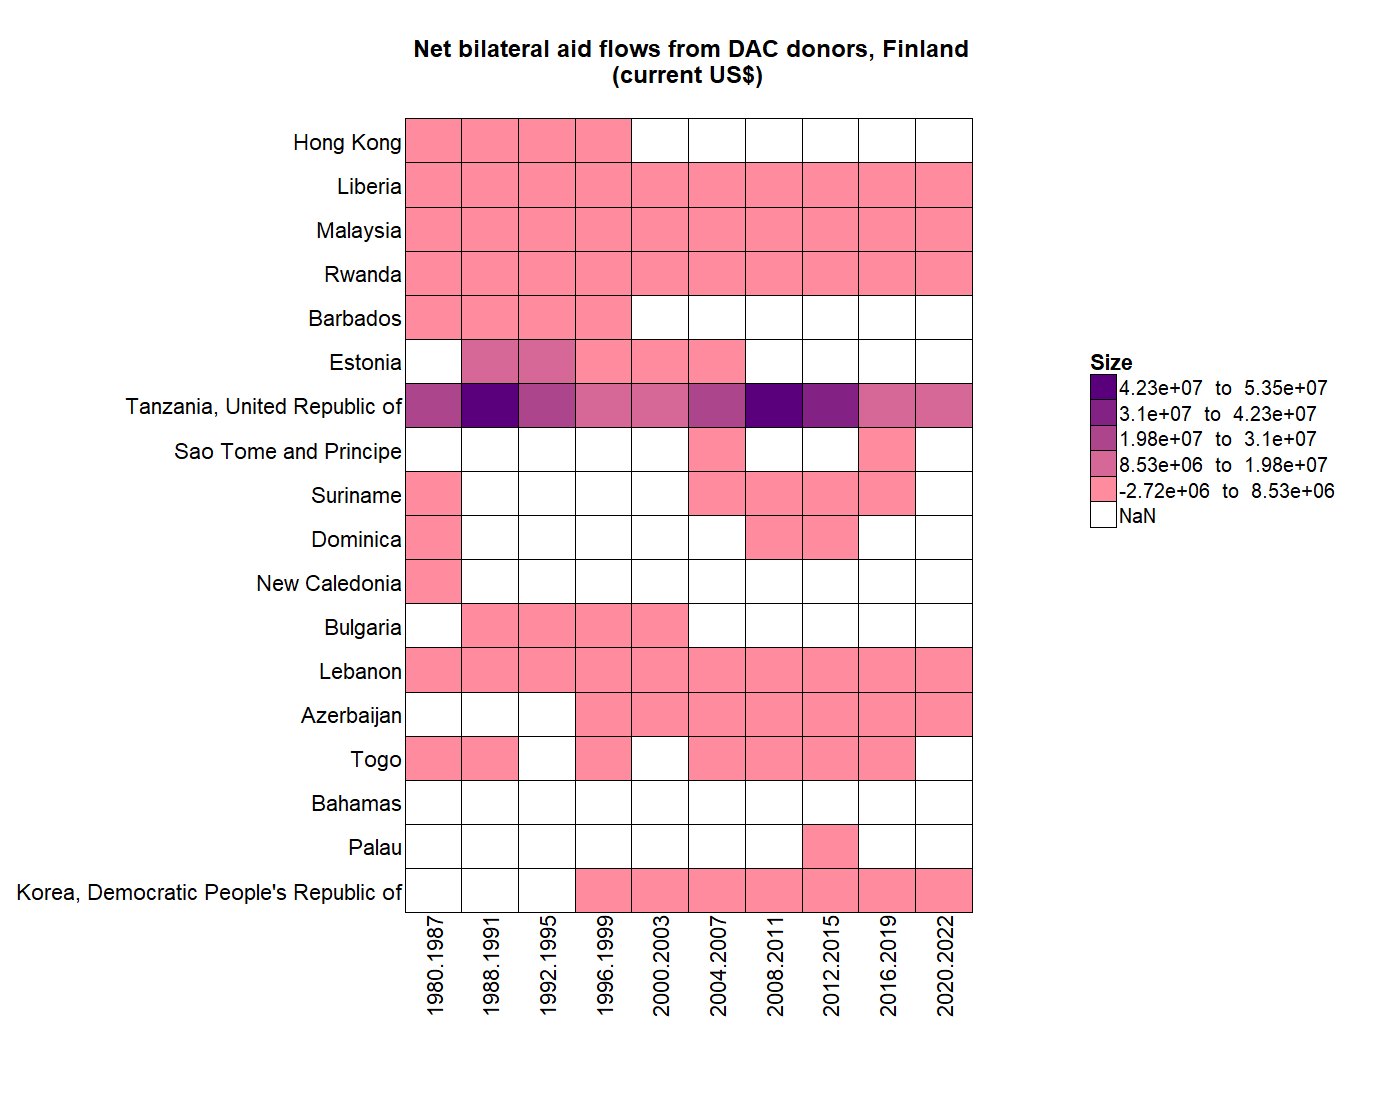 Net bilateral aid flows from DAC donors, Finland
(current US$)
Hong Kong
Liberia
Malaysia
Rwanda
Barbados
Estonia
Tanzania, United Republic of
Sao Tome and Principe
Suriname
Dominica
New Caledonia
Bulgaria
Lebanon
Azerbaijan
Togo
Bahamas
Palau
Korea, Democratic People's Republic of
1980.1987
1988.1991
1992.1995
1996.1999
2000.2003
2004.2007
2008.2011
2012.2015
2016.2019
2020.2022
Size
4.23e+07 to 5.35e+07
3.1e+07 to 4.23e+07
1.98e+07 to 3.1e+07
8.53e+06 to 1.98e+07
-2.72e+06 to 8.53e+06
NaN